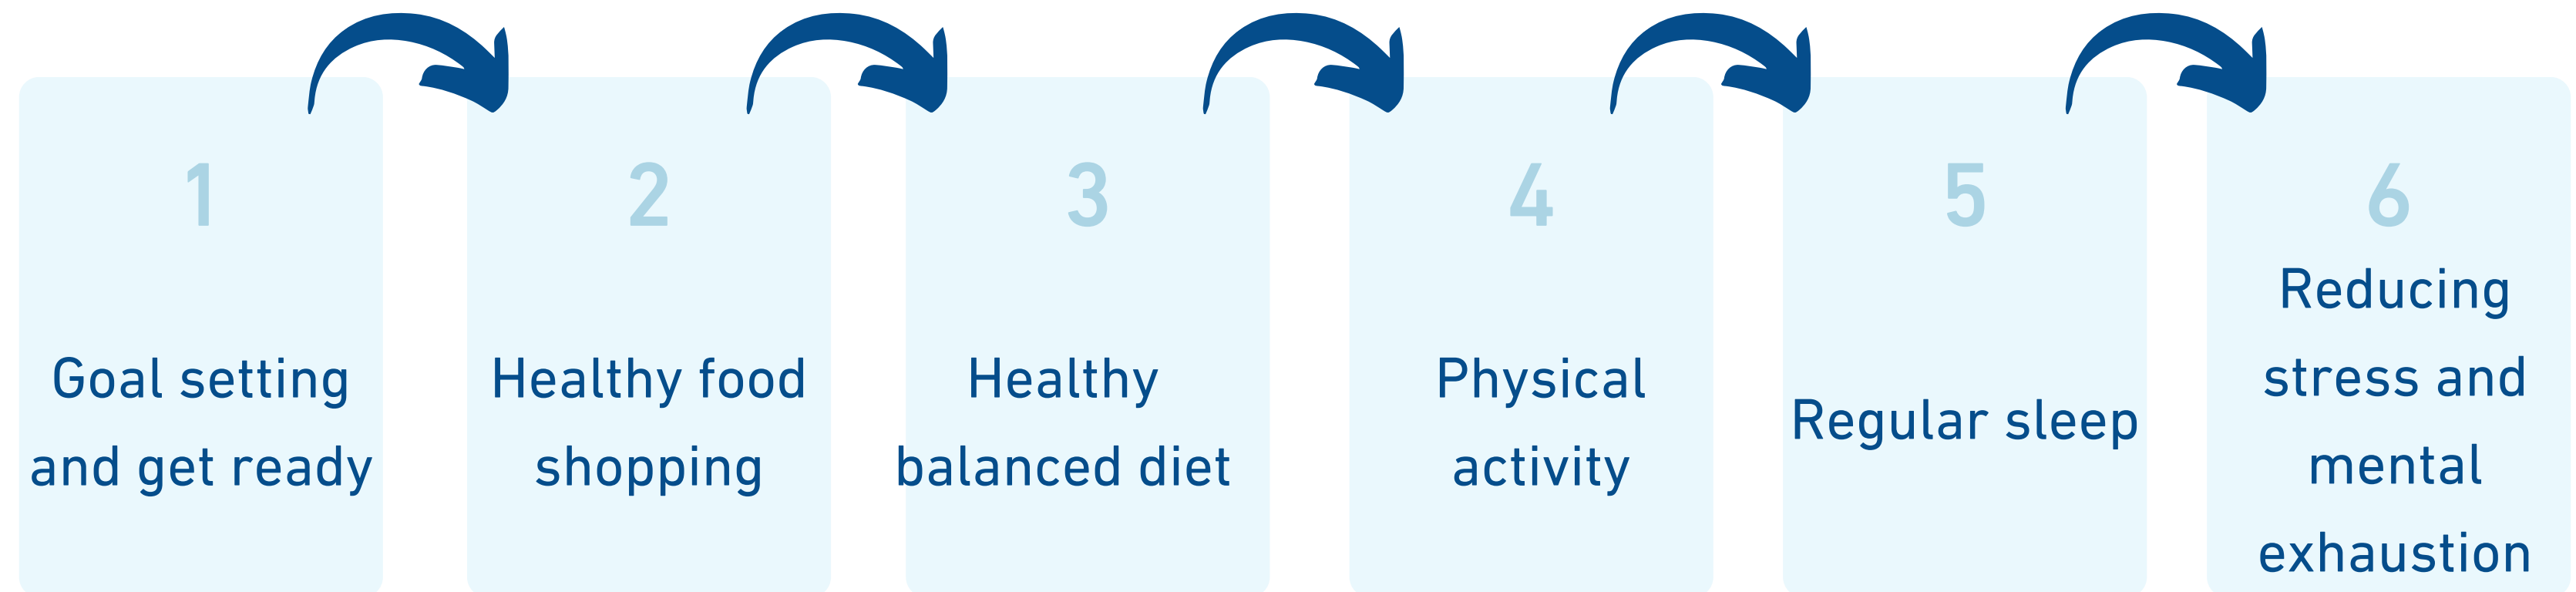 1
Goal setting
and get ready
2
Healthy food
shopping
3
Healthy
balanced diet
4
Physical
activity
5
Regular sleep
6
Reducing
stress and
mental
exhaustion